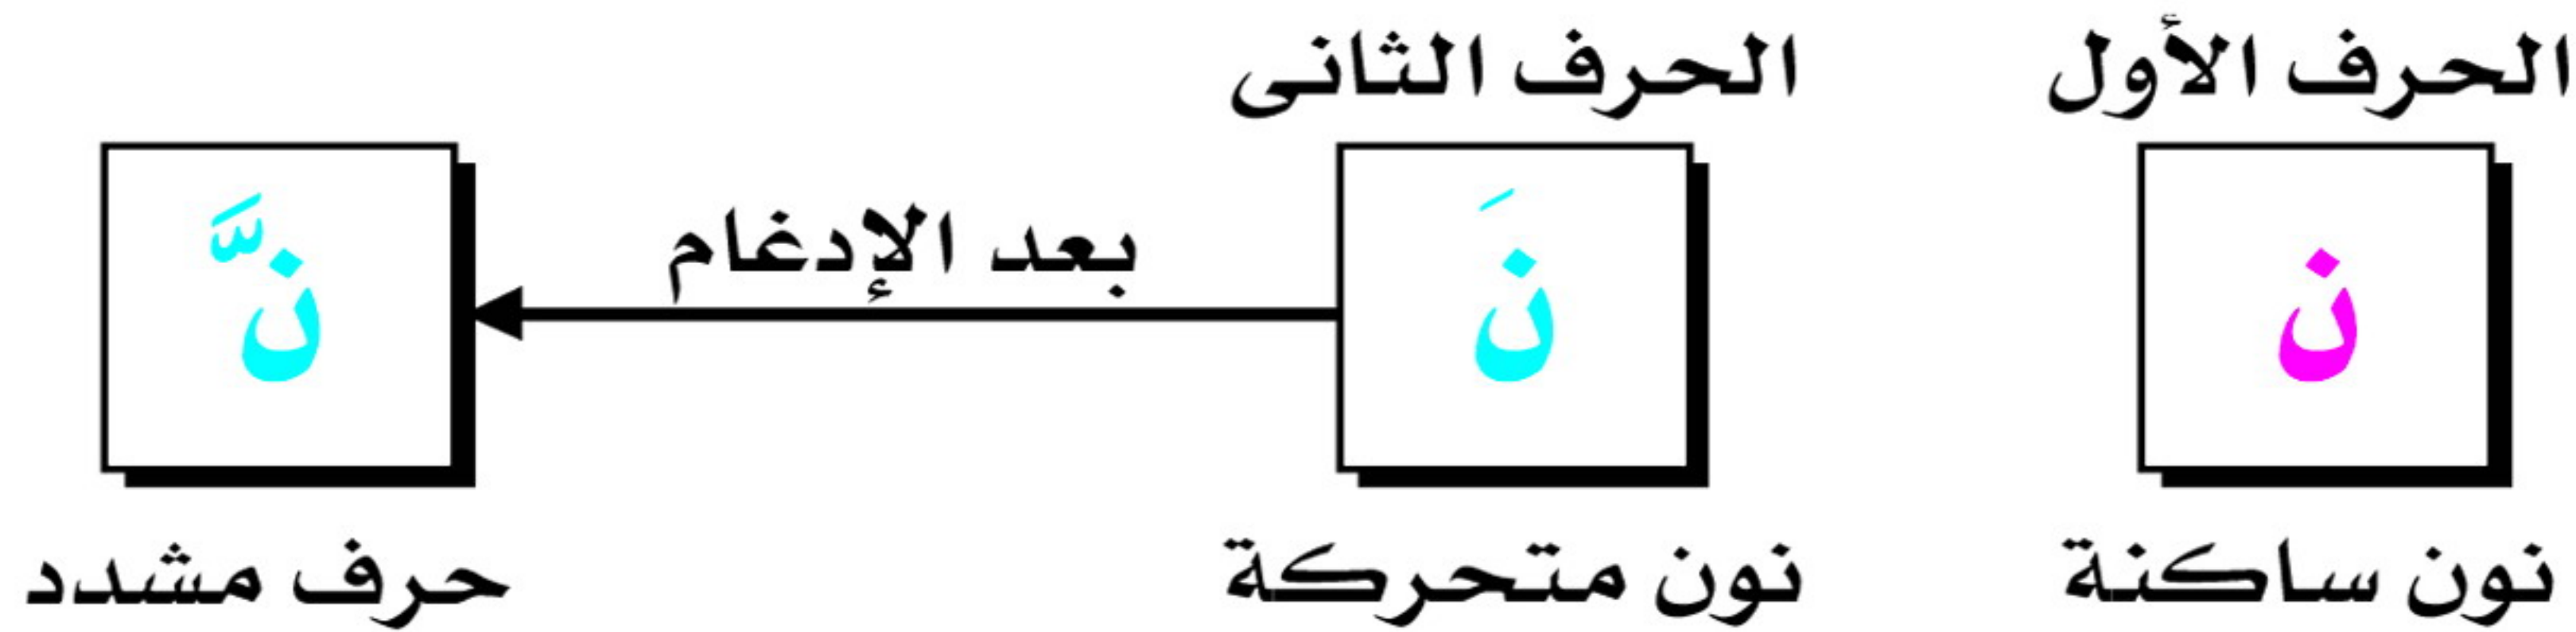 الحرف الأول
الحرف الثانى
ن
نَ
بعد الإدغام
نَّ
نون ساكنة
نون متحركة
حرف مشدد